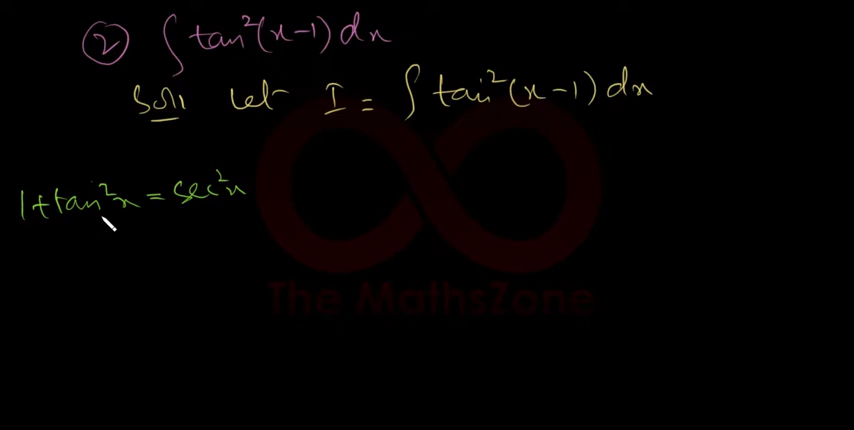 ② ∫ tan²(x-1) dx
Soln Let I = ∫ tan²(x-1) dx
1+tan²x = sec²x
The MathsZone